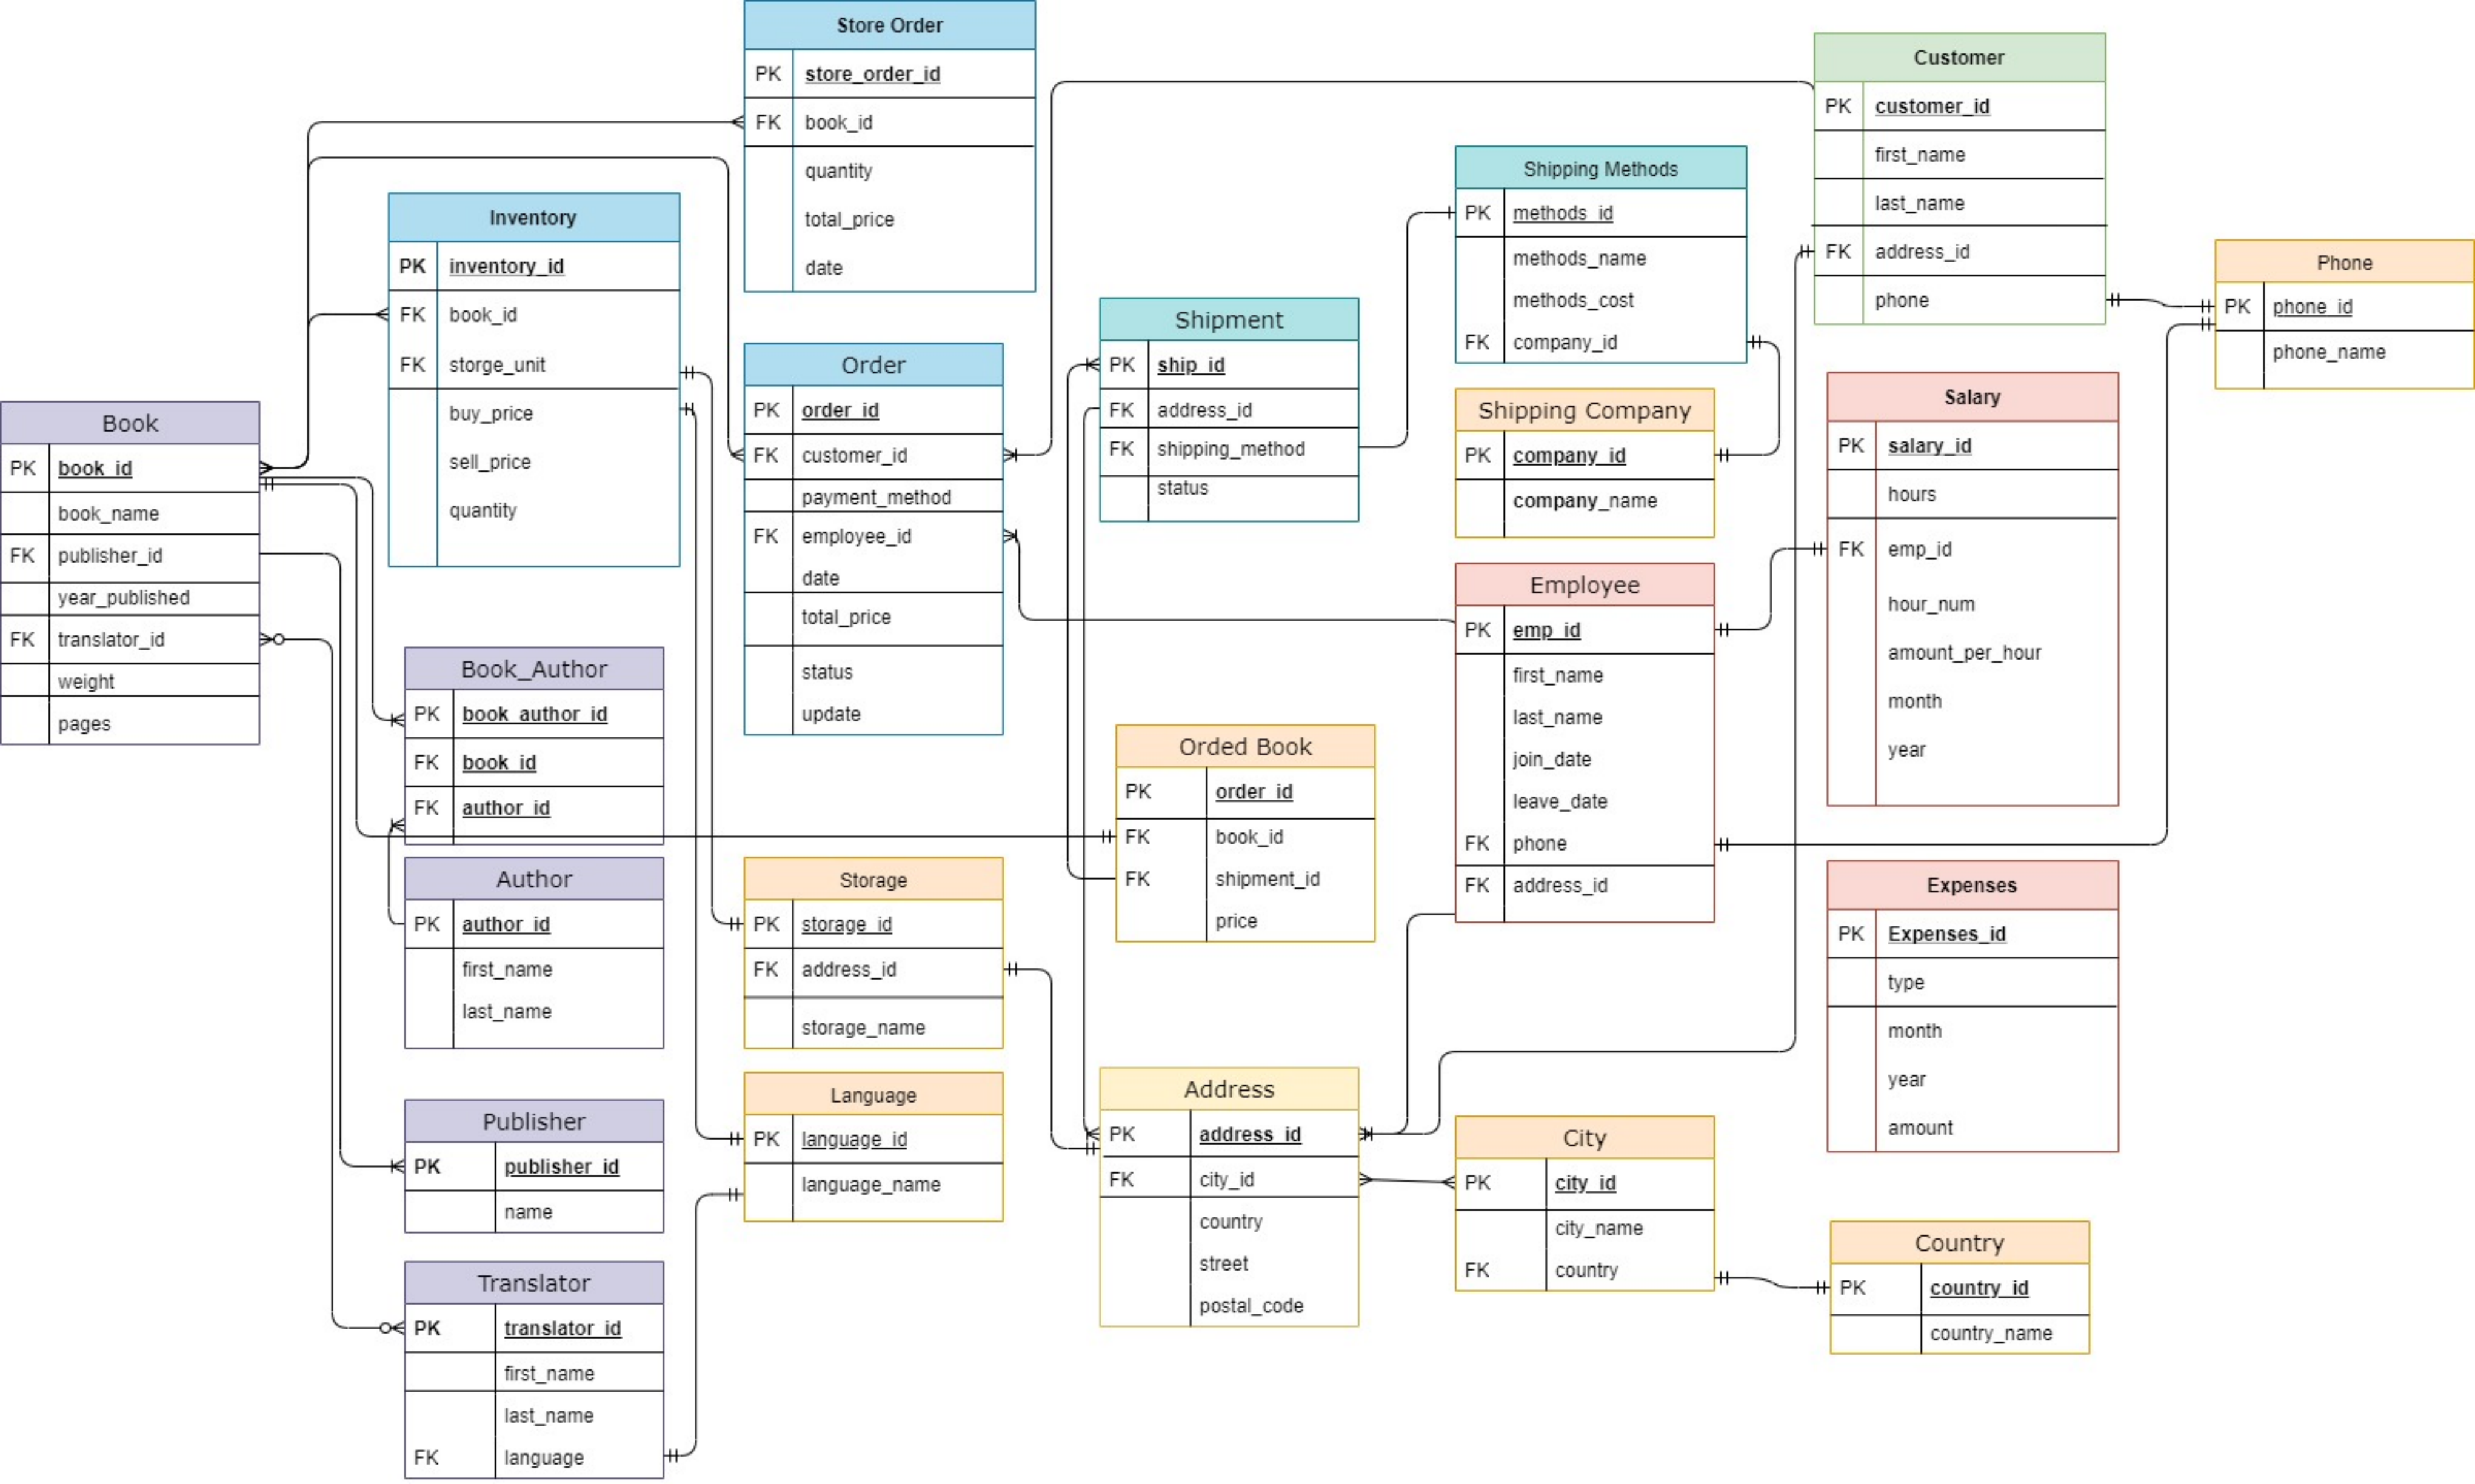 Store Order
PK store_order_id
FK book_id
quantity
total_price
date
Customer
PK customer_id
first_name
last_name
FK address_id
phone
Shipping Methods
PK methods_id
methods_name
methods_cost
FK company_id
Inventory
PK inventory_id
FK book_id
FK storge_unit
buy_price
sell_price
quantity
Phone
PK phone_id
phone_name
Shipment
PK ship_id
FK address_id
FK shipping_method
status
Order
PK order_id
FK customer_id
payment_method
FK employee_id
date
total_price
status
update
Salary
PK salary_id
hours
FK emp_id
hour_num
amount_per_hour
month
year
Shipping Company
PK company_id
company_name
Book
PK book_id
book_name
FK publisher_id
year_published
FK translator_id
weight
pages
Employee
PK emp_id
first_name
last_name
join_date
leave_date
FK phone
FK address_id
Book_Author
PK book_author_id
FK book_id
FK author_id
Orded Book
PK order_id
FK book_id
FK shipment_id
price
Author
PK author_id
first_name
last_name
Storage
PK storage_id
FK address_id
storage_name
Expenses
PK Expenses_id
type
month
year
amount
Language
PK language_id
language_name
Address
PK address_id
FK city_id
country
street
postal_code
Publisher
PK publisher_id
name
City
PK city_id
city_name
FK country
Country
PK country_id
country_name
Translator
PK translator_id
first_name
last_name
FK language